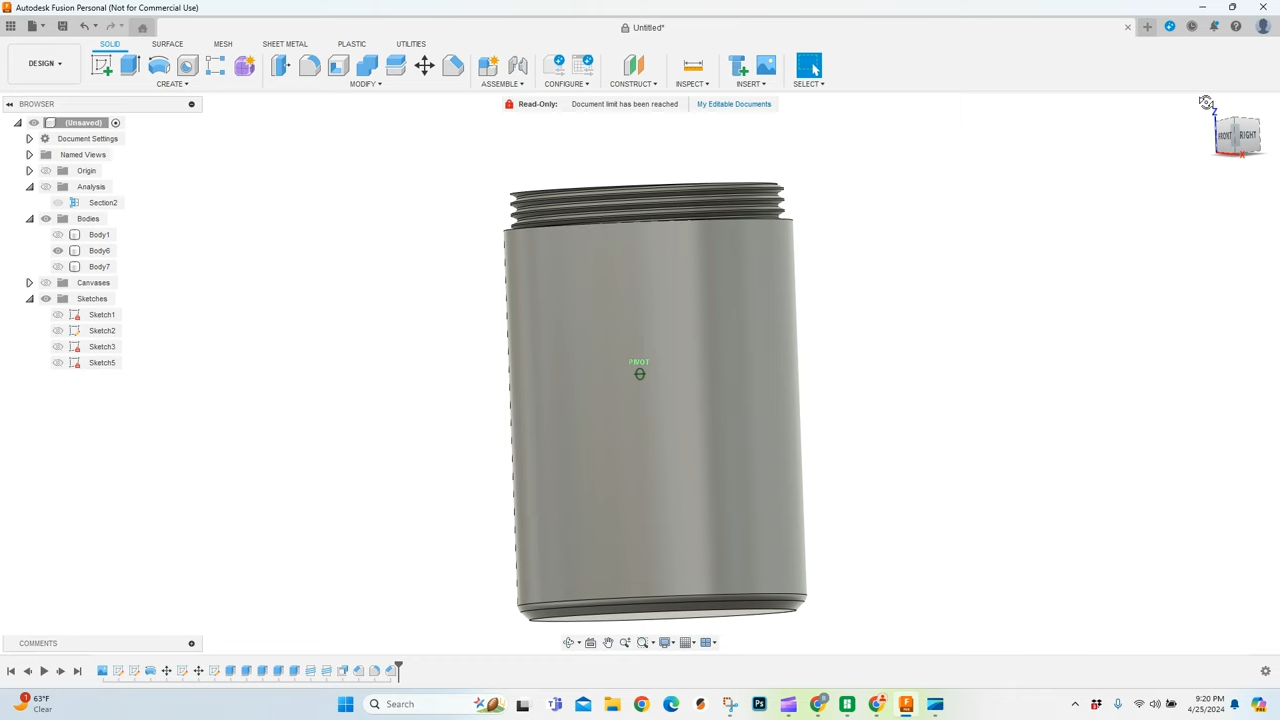 Autodesk Fusion Personal (Not for Commercial Use)
Untitled*
SOLID SURFACE MESH SHEET METAL PLASTIC UTILITIES
DESIGN
CREATE MODIFY ASSEMBLE CONFIGURE CONSTRUCT INSPECT INSERT SELECT
BROWSER
Read-Only: Document limit has been reached My Editable Documents
(Unsaved)
Document Settings
Named Views
Origin
Analysis
Section2
Bodies
Body1
Body6
Body7
Canvases
Sketches
Sketch1
Sketch2
Sketch3
Sketch5
Z
FRONT RIGHT
X
PIVOT
COMMENTS
1
63°F
Clear
Search
Ps
9:20 PM
4/25/2024